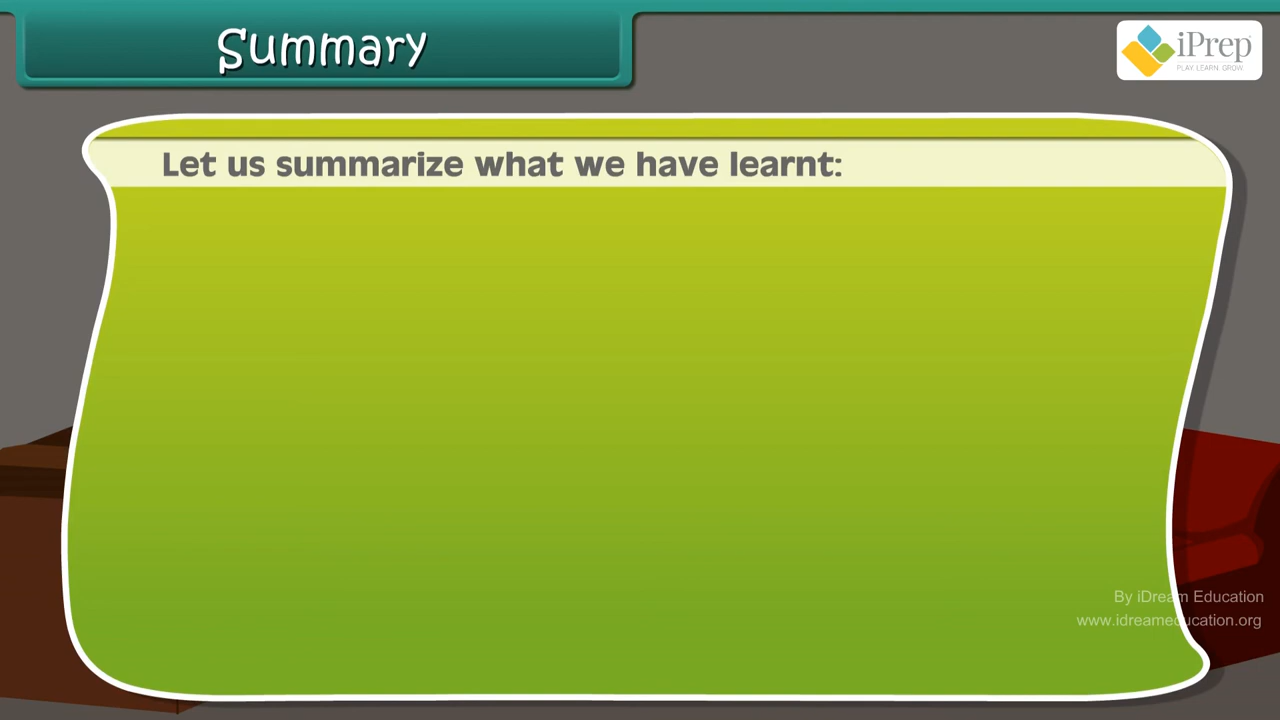 Summary
iPrep
PLAY. LEARN. GROW.
Let us summarize what we have learnt:
By iDream Education
www.idreameducation.org